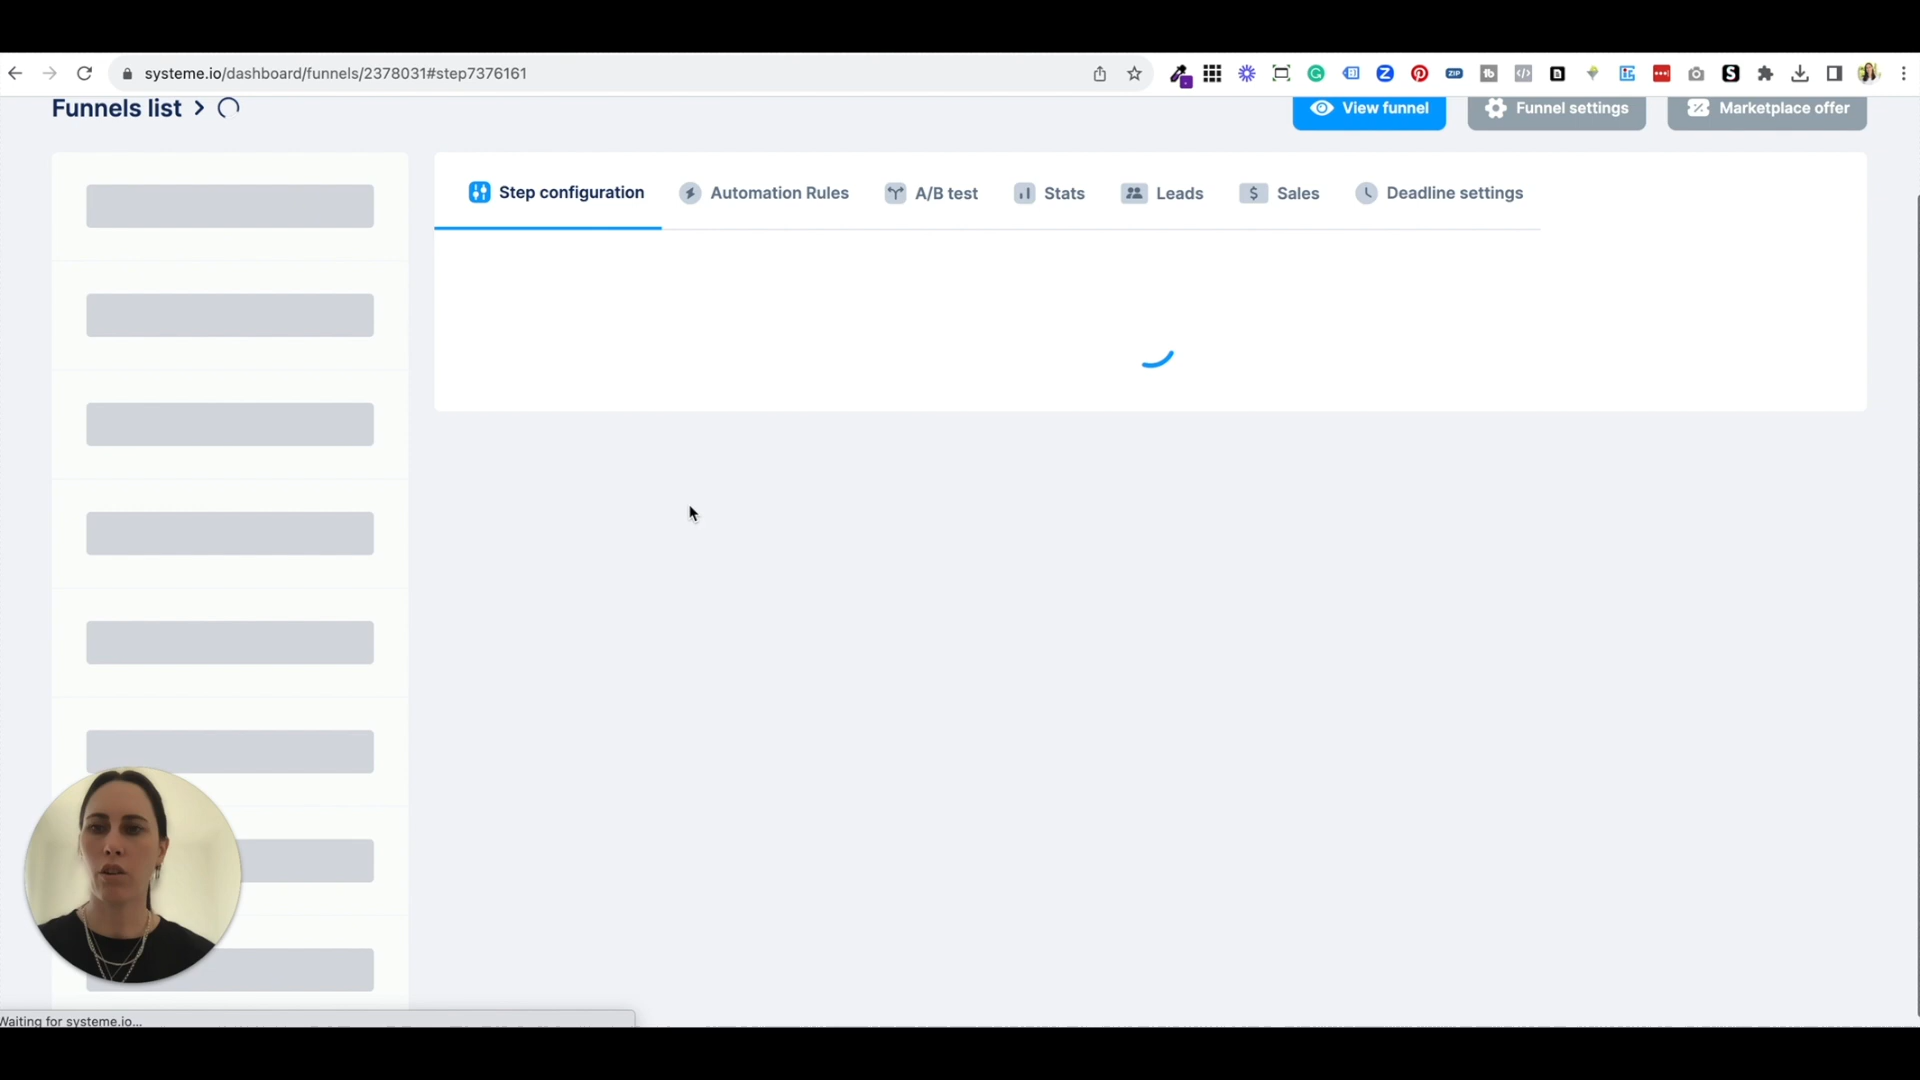 systeme.io/dashboard/funnels/2378031#step7376161
Funnels list >
View funnel
Funnel settings
Marketplace offer
Step configuration
Automation Rules
A/B test
Stats
Leads
Sales
Deadline settings
Waiting for systeme.io...